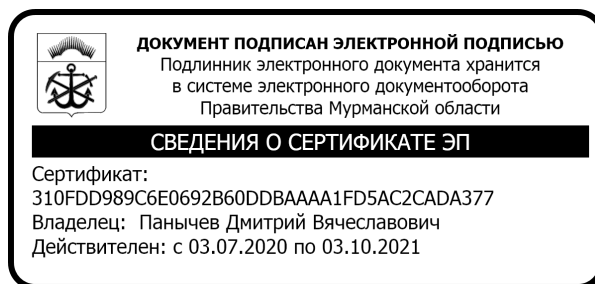 ДОКУМЕНТ ПОДПИСАН ЭЛЕКТРОННОЙ ПОДПИСЬЮ
Подлинник электронного документа хранится
в системе электронного документооборота
Правительства Мурманской области
СВЕДЕНИЯ О СЕРТИФИКАТЕ ЭП
Сертификат:
310FDD989C6E0692B60DDBAAAA1FD5AC2CADA377
Владелец: Панычев Дмитрий Вячеславович
Действителен: с 03.07.2020 по 03.10.2021